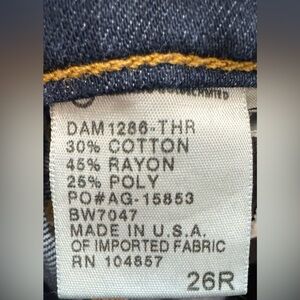 DAM1286-THR
30% COTTON
45% RAYON
25% POLY
PO#AG-15853
BW7047
MADE IN U.S.A.
OF IMPORTED FABRIC
RN 104857
26R